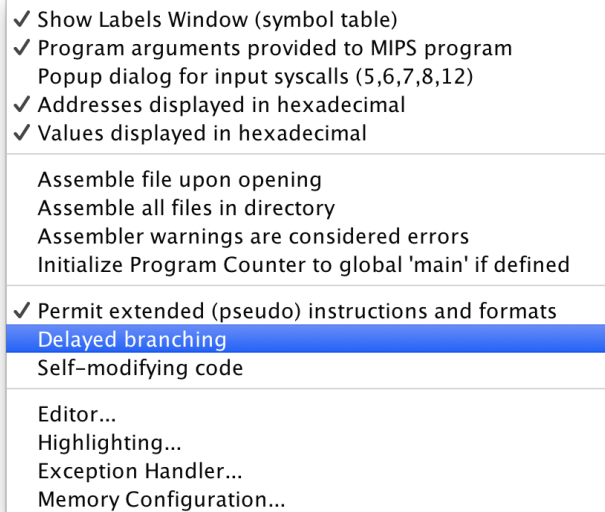 Show Labels Window (symbol table)
Program arguments provided to MIPS program
Popup dialog for input syscalls (5,6,7,8,12)
Addresses displayed in hexadecimal
Values displayed in hexadecimal
Assemble file upon opening
Assemble all files in directory
Assembler warnings are considered errors
Initialize Program Counter to global 'main' if defined
Permit extended (pseudo) instructions and formats
Delayed branching
Self-modifying code
Editor...
Highlighting...
Exception Handler...
Memory Configuration...